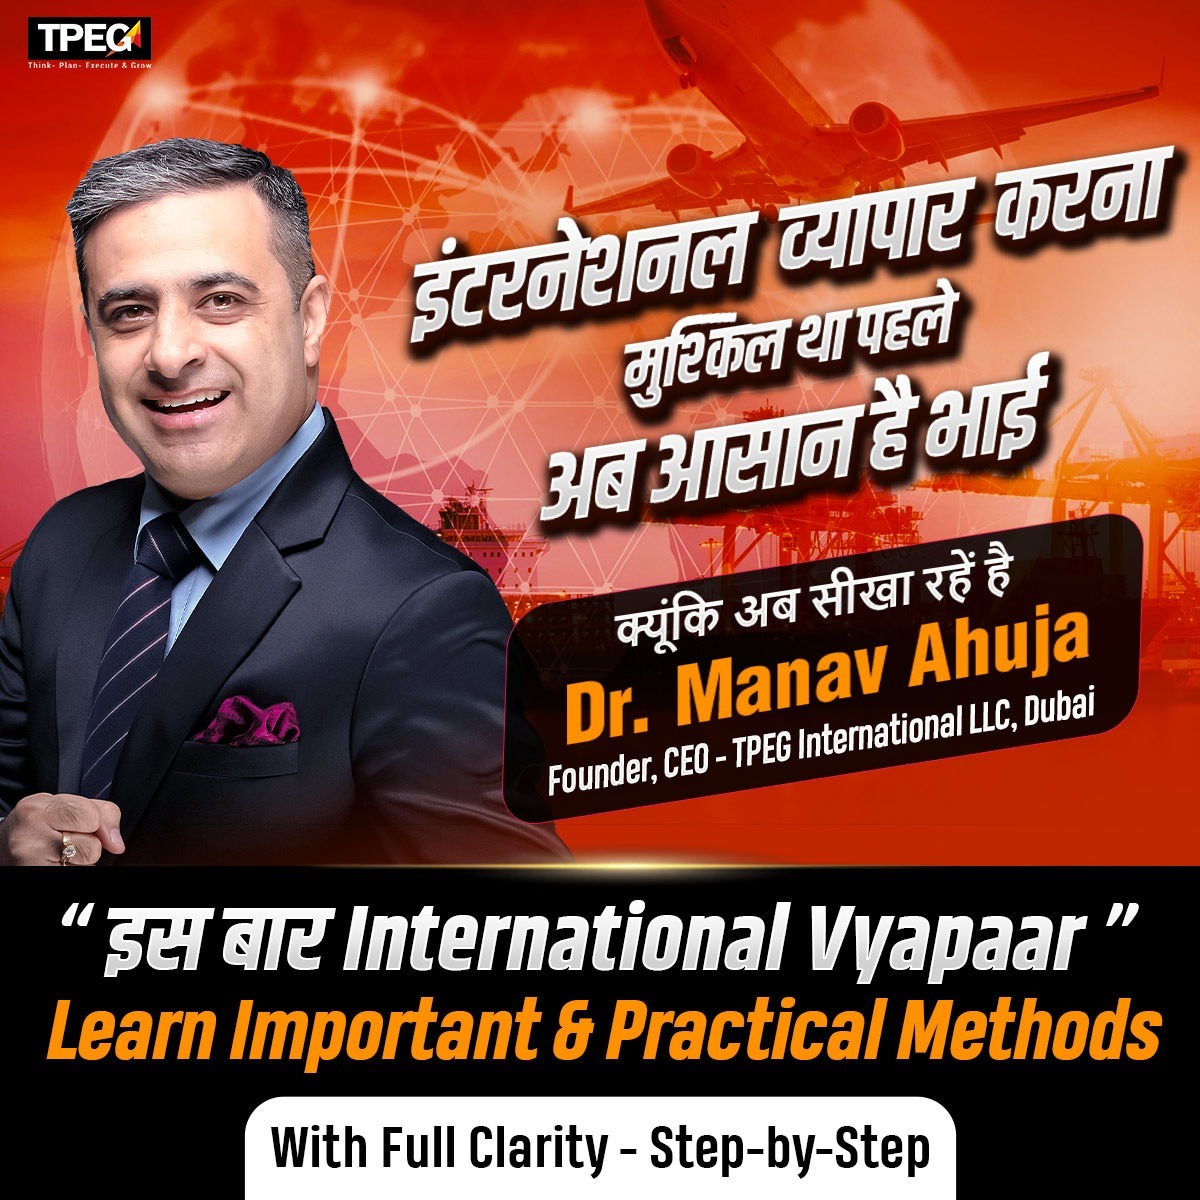 TPEG
Think- Plan- Execute & Grow
इंटरनेशनल व्यापार करना
मुश्किल था पहले
अब आसान है भाई
क्यूंकि अब सीखा रहें है
Dr. Manav Ahuja
Founder, CEO - TPEG International LLC, Dubai
“ इस बार International Vyapaar ”
Learn Important & Practical Methods
With Full Clarity - Step-by-Step